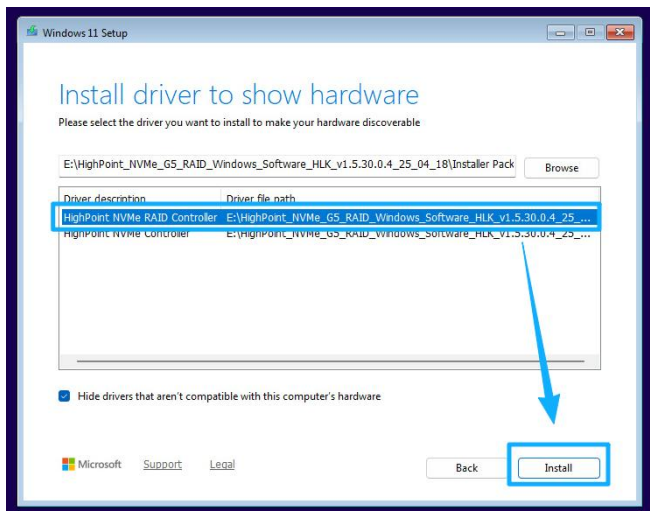 Windows 11 Setup
Install driver to show hardware
Please select the driver you want to install to make your hardware discoverable
E:\HighPoint_NVMe_G5_RAID_Windows_Software_HLK_v1.5.30.0.4_25_04_18\Installer Pack
Browse
Driver description Driver file path
HighPoint NVMe RAID Controller E:\HighPoint_NVMe_G5_RAID_Windows_Software_HLK_v1.5.30.0.4_25_...
HighPoint NVMe Controller E:\HighPoint_NVMe_G5_RAID_Windows_Software_HLK_v1.5.30.0.4_25_...
Hide drivers that aren't compatible with this computer's hardware
Microsoft Support Legal Back Install